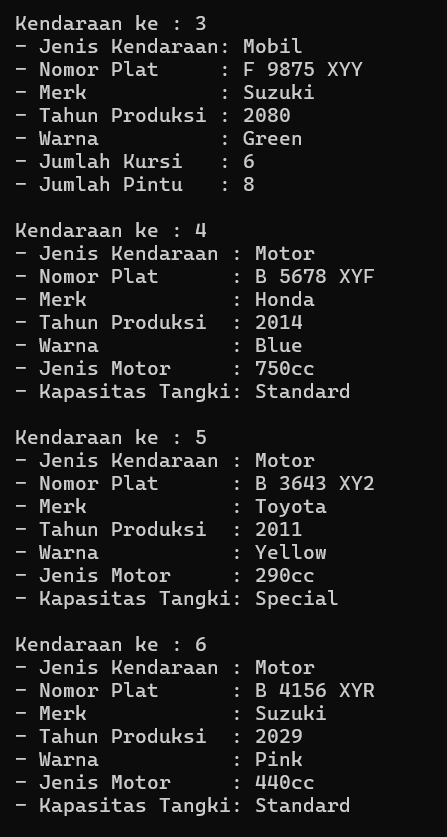 Kendaraan ke : 3
- Jenis Kendaraan: Mobil
- Nomor Plat     : F 9875 XYY
- Merk           : Suzuki
- Tahun Produksi : 2080
- Warna          : Green
- Jumlah Kursi   : 6
- Jumlah Pintu   : 8

Kendaraan ke : 4
- Jenis Kendaraan : Motor
- Nomor Plat      : B 5678 XYF
- Merk            : Honda
- Tahun Produksi  : 2014
- Warna           : Blue
- Jenis Motor     : 750cc
- Kapasitas Tangki: Standard

Kendaraan ke : 5
- Jenis Kendaraan : Motor
- Nomor Plat      : B 3643 XY2
- Merk            : Toyota
- Tahun Produksi  : 2011
- Warna           : Yellow
- Jenis Motor     : 290cc
- Kapasitas Tangki: Special

Kendaraan ke : 6
- Jenis Kendaraan : Motor
- Nomor Plat      : B 4156 XYR
- Merk            : Suzuki
- Tahun Produksi  : 2029
- Warna           : Pink
- Jenis Motor     : 440cc
- Kapasitas Tangki: Standard